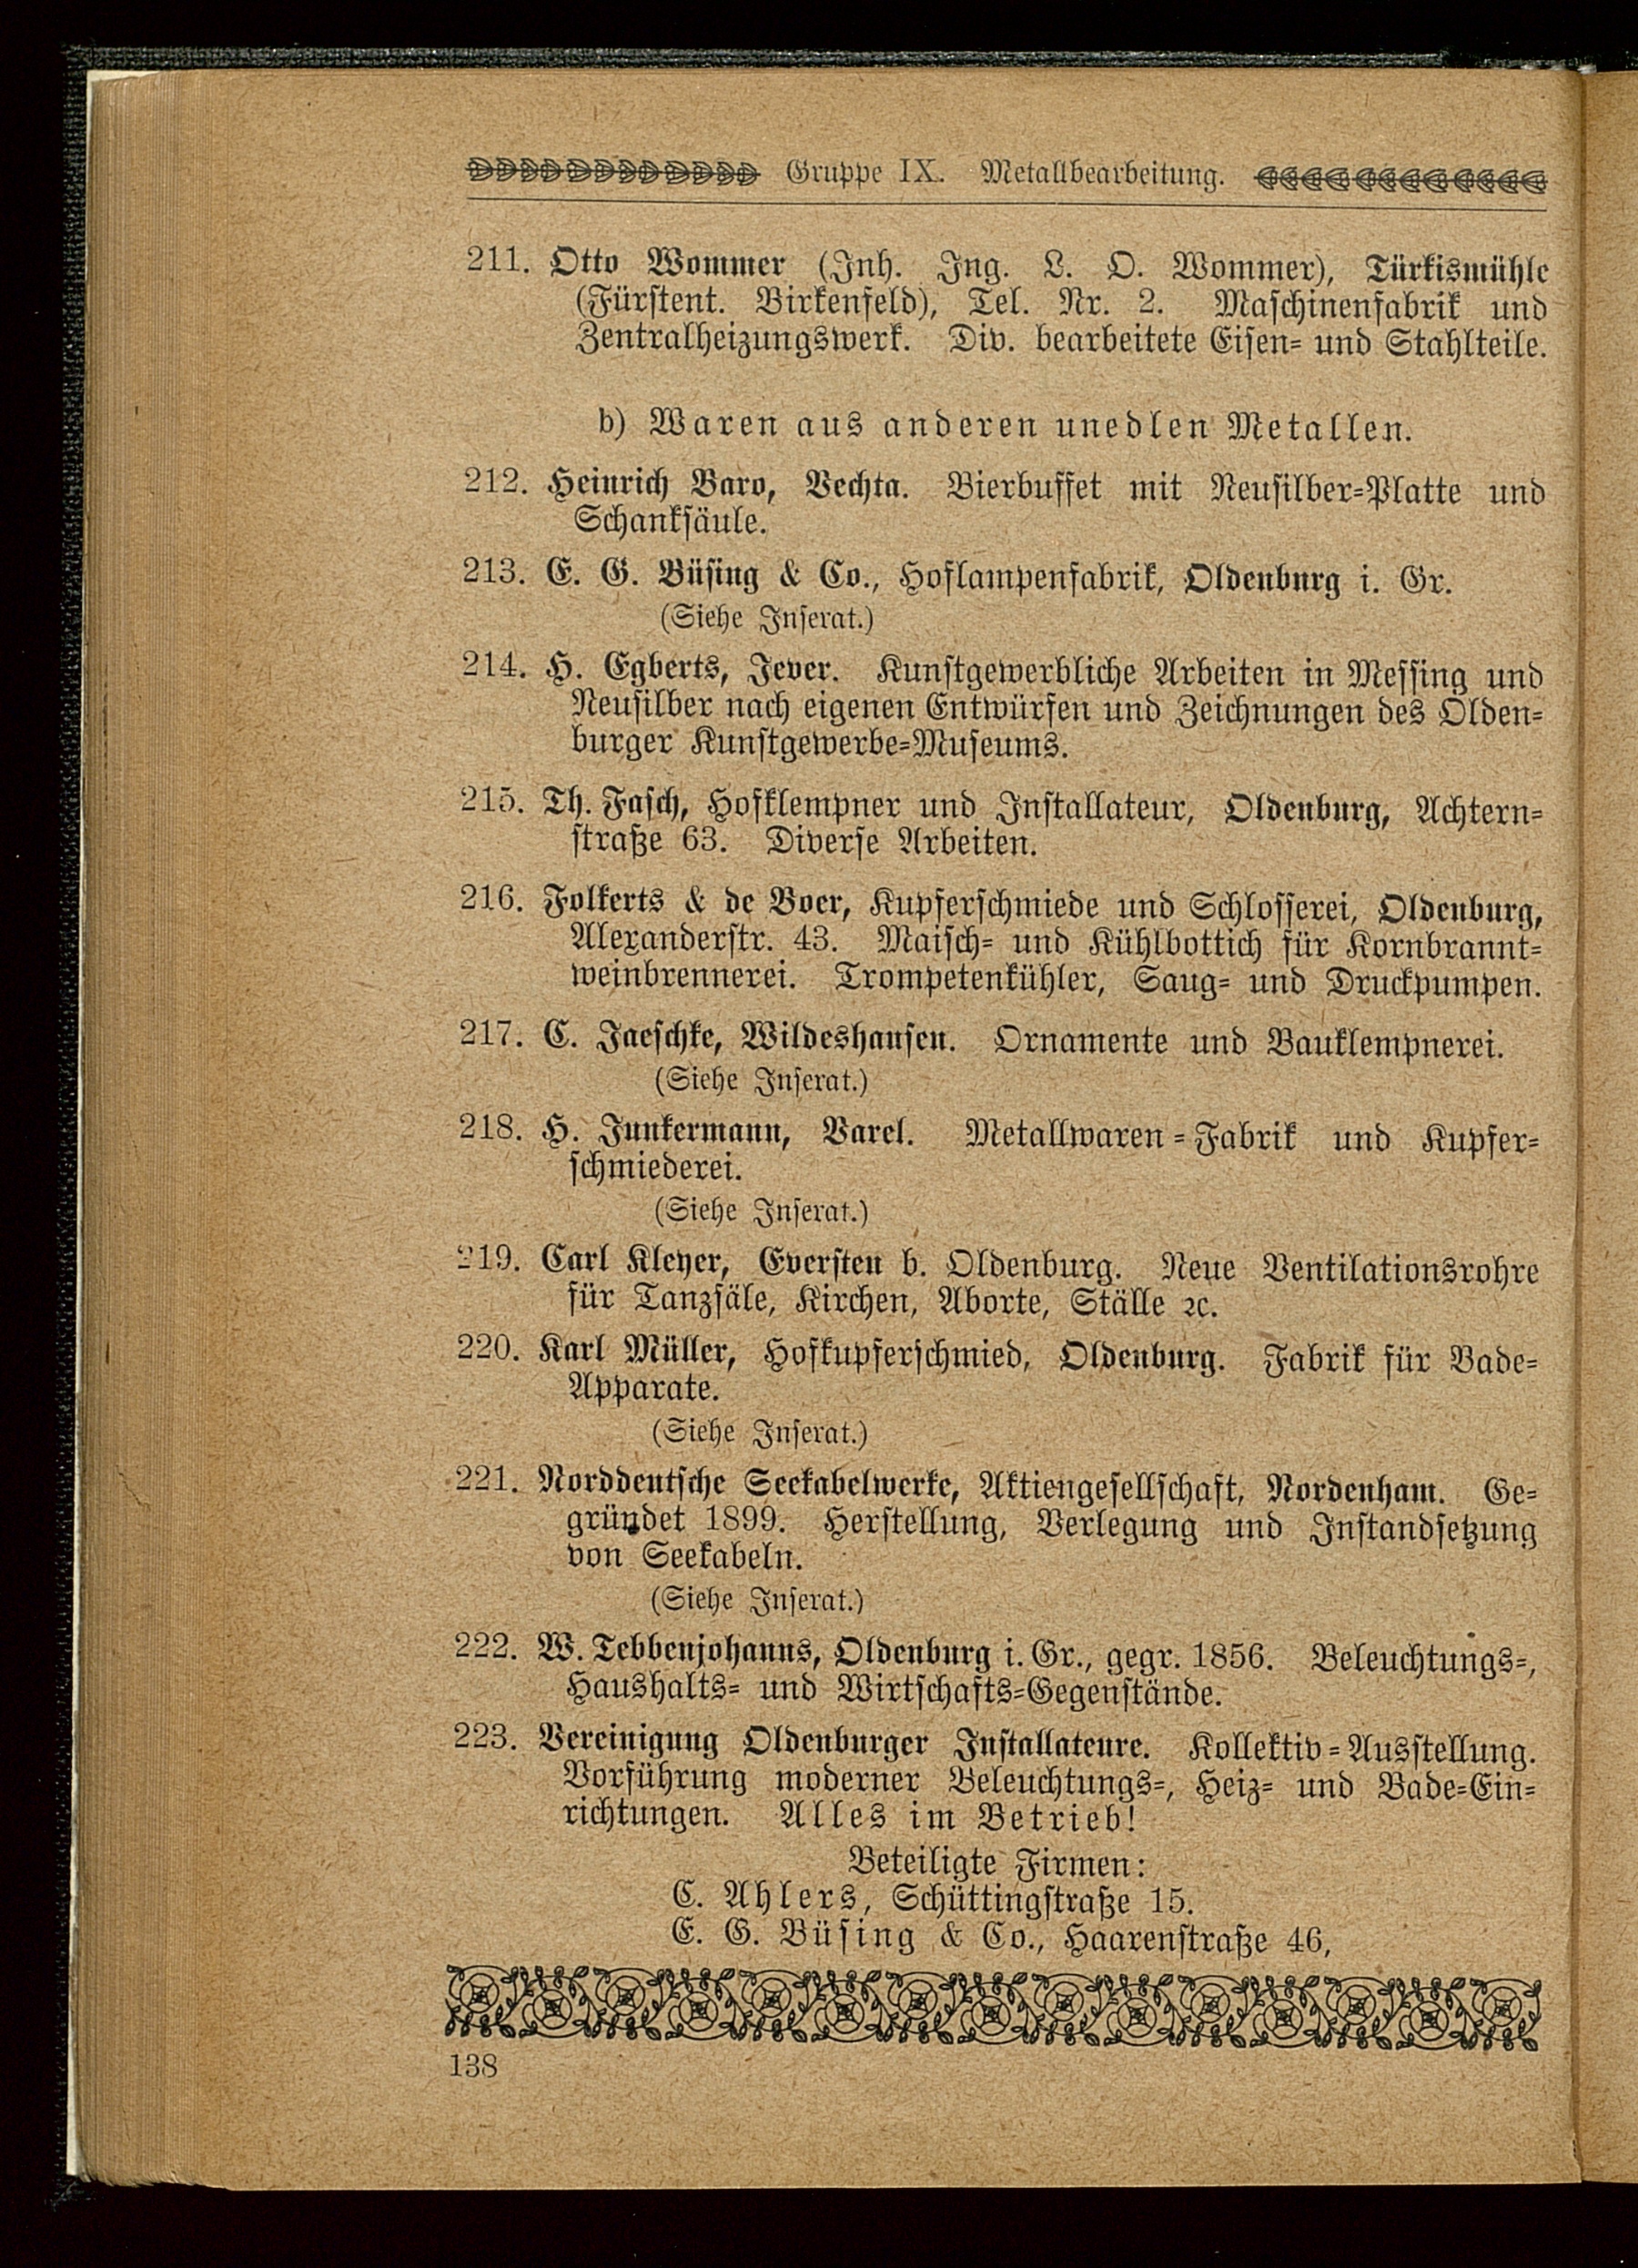 Gruppe IX. Metallbearbeitung.
211. Otto Wommer (Inh. Ing. L. O. Wommer), Türkismühle
(Fürstent. Birkenfeld), Tel. Nr. 2. Maschinenfabrik und
Zentralheizungswerk. Div. bearbeitete Eisen- und Stahlteile.
b) Waren aus anderen unedlen Metallen.
212. Heinrich Baro, Vechta. Bierbuffet mit Neusilber-Platte und
Schanksäule.
213. E. G. Büsing & Co., Hoflampenfabrik, Oldenburg i. Gr.
(Siehe Inserat.)
214. H. Egberts, Jever. Kunstgewerbliche Arbeiten in Messing und
Neusilber nach eigenen Entwürfen und Zeichnungen des Olden-
burger Kunstgewerbe-Museums.
215. Th. Fasch, Hofklempner und Installateur, Oldenburg, Achtern-
straße 63. Diverse Arbeiten.
216. Folkerts & de Boer, Kupferschmiede und Schlosserei, Oldenburg,
Alexanderstr. 43. Maisch- und Kühlbottich für Kornbrannt-
weinbrennerei. Trompetenkühler, Saug- und Druckpumpen.
217. C. Jaeschke, Wildeshausen. Ornamente und Bauklempnerei.
(Siehe Inserat.)
218. H. Junkermann, Varel. Metallwaren-Fabrik und Kupfer-
schmiederei.
(Siehe Inserat.)
219. Carl Kleyer, Eversten b. Oldenburg. Neue Ventilationsrohre
für Tanzsäle, Kirchen, Aborte, Ställe ꝛc.
220. Karl Müller, Hofkupferschmied, Oldenburg. Fabrik für Bade-
Apparate.
(Siehe Inserat.)
221. Norddeutsche Seekabelwerke, Aktiengesellschaft, Nordenham. Ge-
gründet 1899. Herstellung, Verlegung und Instandsetzung
von Seekabeln.
(Siehe Inserat.)
222. W. Tebbenjohanns, Oldenburg i. Gr., gegr. 1856. Beleuchtungs-,
Haushalts- und Wirtschafts-Gegenstände.
223. Vereinigung Oldenburger Installateure. Kollektiv-Ausstellung.
Vorführung moderner Beleuchtungs-, Heiz- und Bade-Ein-
richtungen. Alles im Betrieb!
Beteiligte Firmen:
C. Ahlers, Schüttingstraße 15.
E. G. Büsing & Co., Haarenstraße 46,
138